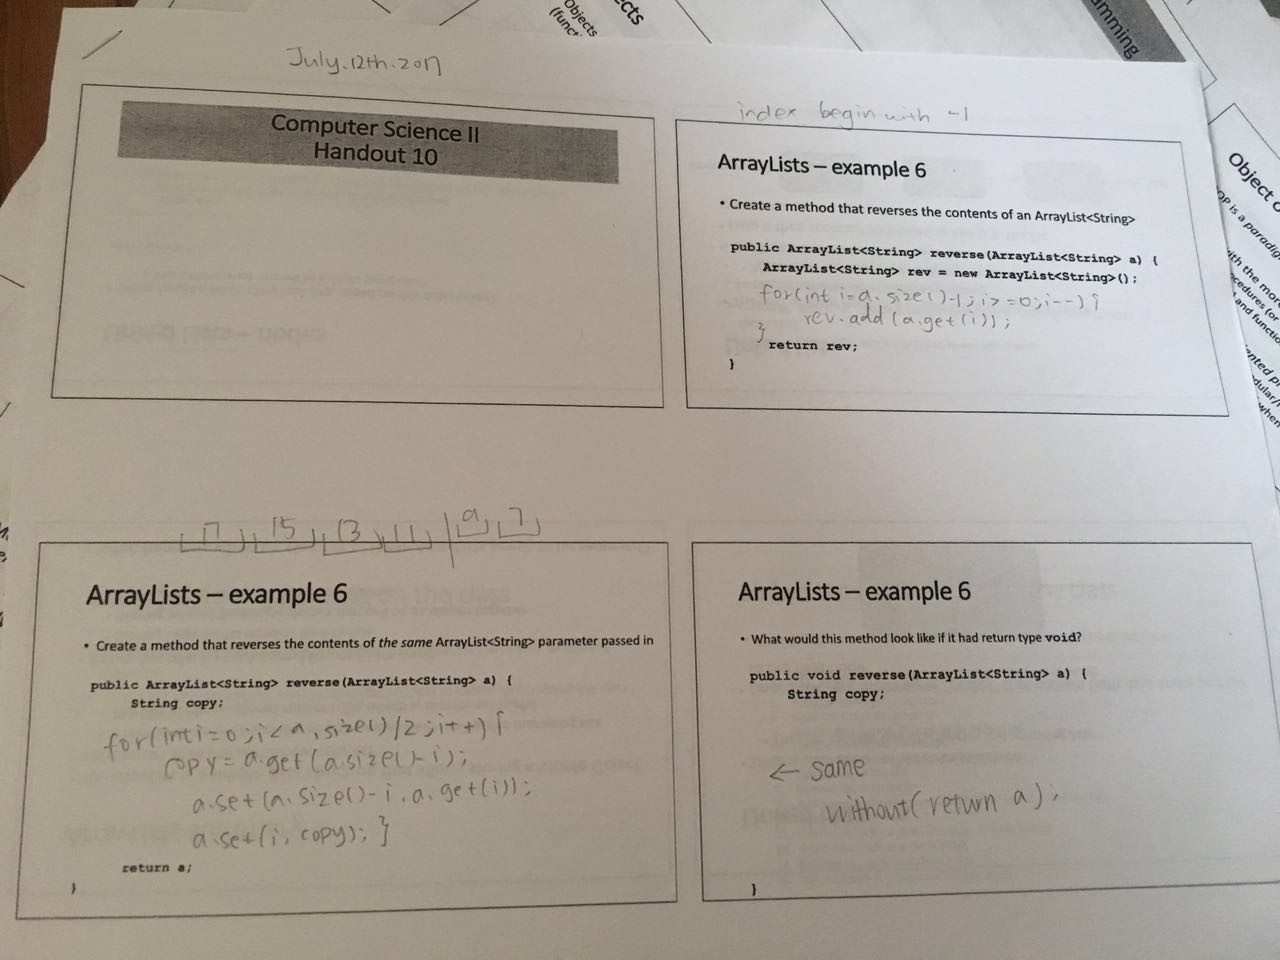 July.12th.2017
Computer Science II
Handout 10
index begin with -1
ArrayLists – example 6
• Create a method that reverses the contents of an ArrayList<String>
public ArrayList<String> reverse(ArrayList<String> a) {
ArrayList<String> rev = new ArrayList<String>();
for(int i=a.size()-1;i>=0;i--){
rev.add(a.get(i));
}
return rev;
}
17 15 13 11 9 7
ArrayLists – example 6
• Create a method that reverses the contents of the same ArrayList<String> parameter passed in
public ArrayList<String> reverse(ArrayList<String> a) {
String copy;
for(int i=0;i<a.size()/2;i++){
copy=a.get(a.size()-i);
a.set(a.size()-i,a.get(i));
a.set(i,copy);}
return a;
}
ArrayLists – example 6
• What would this method look like if it had return type void?
public void reverse(ArrayList<String> a) {
String copy;
← same
without(return a);
}
Objects
(funct
cts
amming
Object O
OP is a paradig
ith the mor
cedures (or
and functio
nted pr
dular/
when